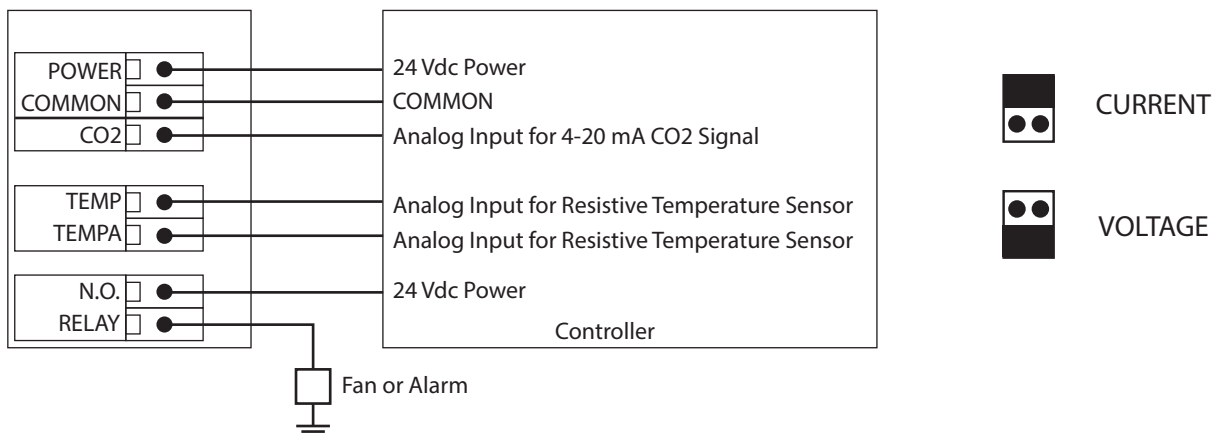 POWER 24 Vdc Power
COMMON COMMON
CO2 Analog Input for 4-20 mA CO2 Signal
TEMP Analog Input for Resistive Temperature Sensor
TEMPA Analog Input for Resistive Temperature Sensor
N.O. 24 Vdc Power
RELAY
Controller
Fan or Alarm
CURRENT
VOLTAGE